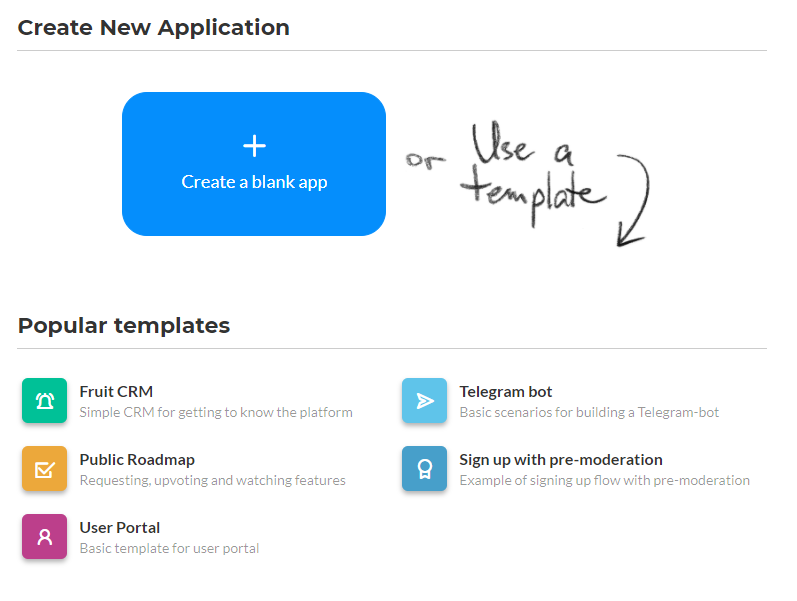 Create New Application
Create a blank app
or Use a
template
Popular templates
Fruit CRM
Simple CRM for getting to know the platform
Telegram bot
Basic scenarios for building a Telegram-bot
Public Roadmap
Requesting, upvoting and watching features
Sign up with pre-moderation
Example of signing up flow with pre-moderation
User Portal
Basic template for user portal